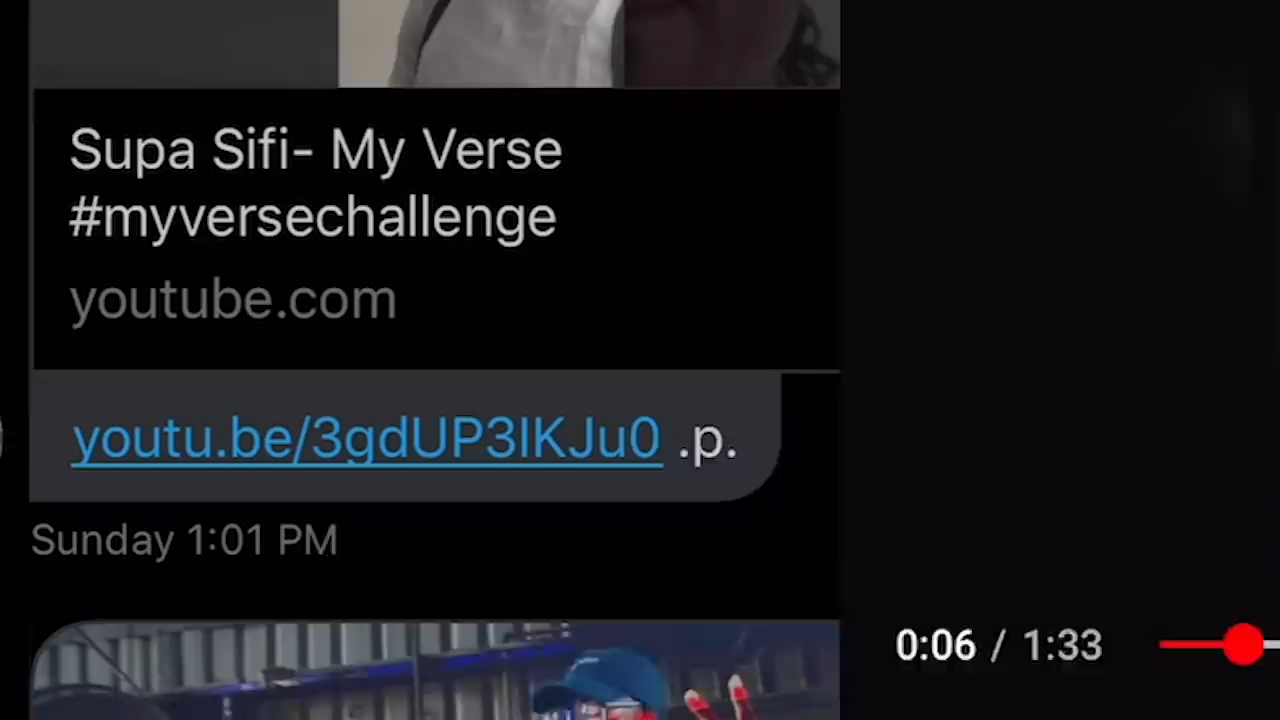 Supa Sifi- My Verse
#myversechallenge
youtube.com
youtu.be/3gdUP3IKJu0 .p.
Sunday 1:01 PM
0:06 / 1:33